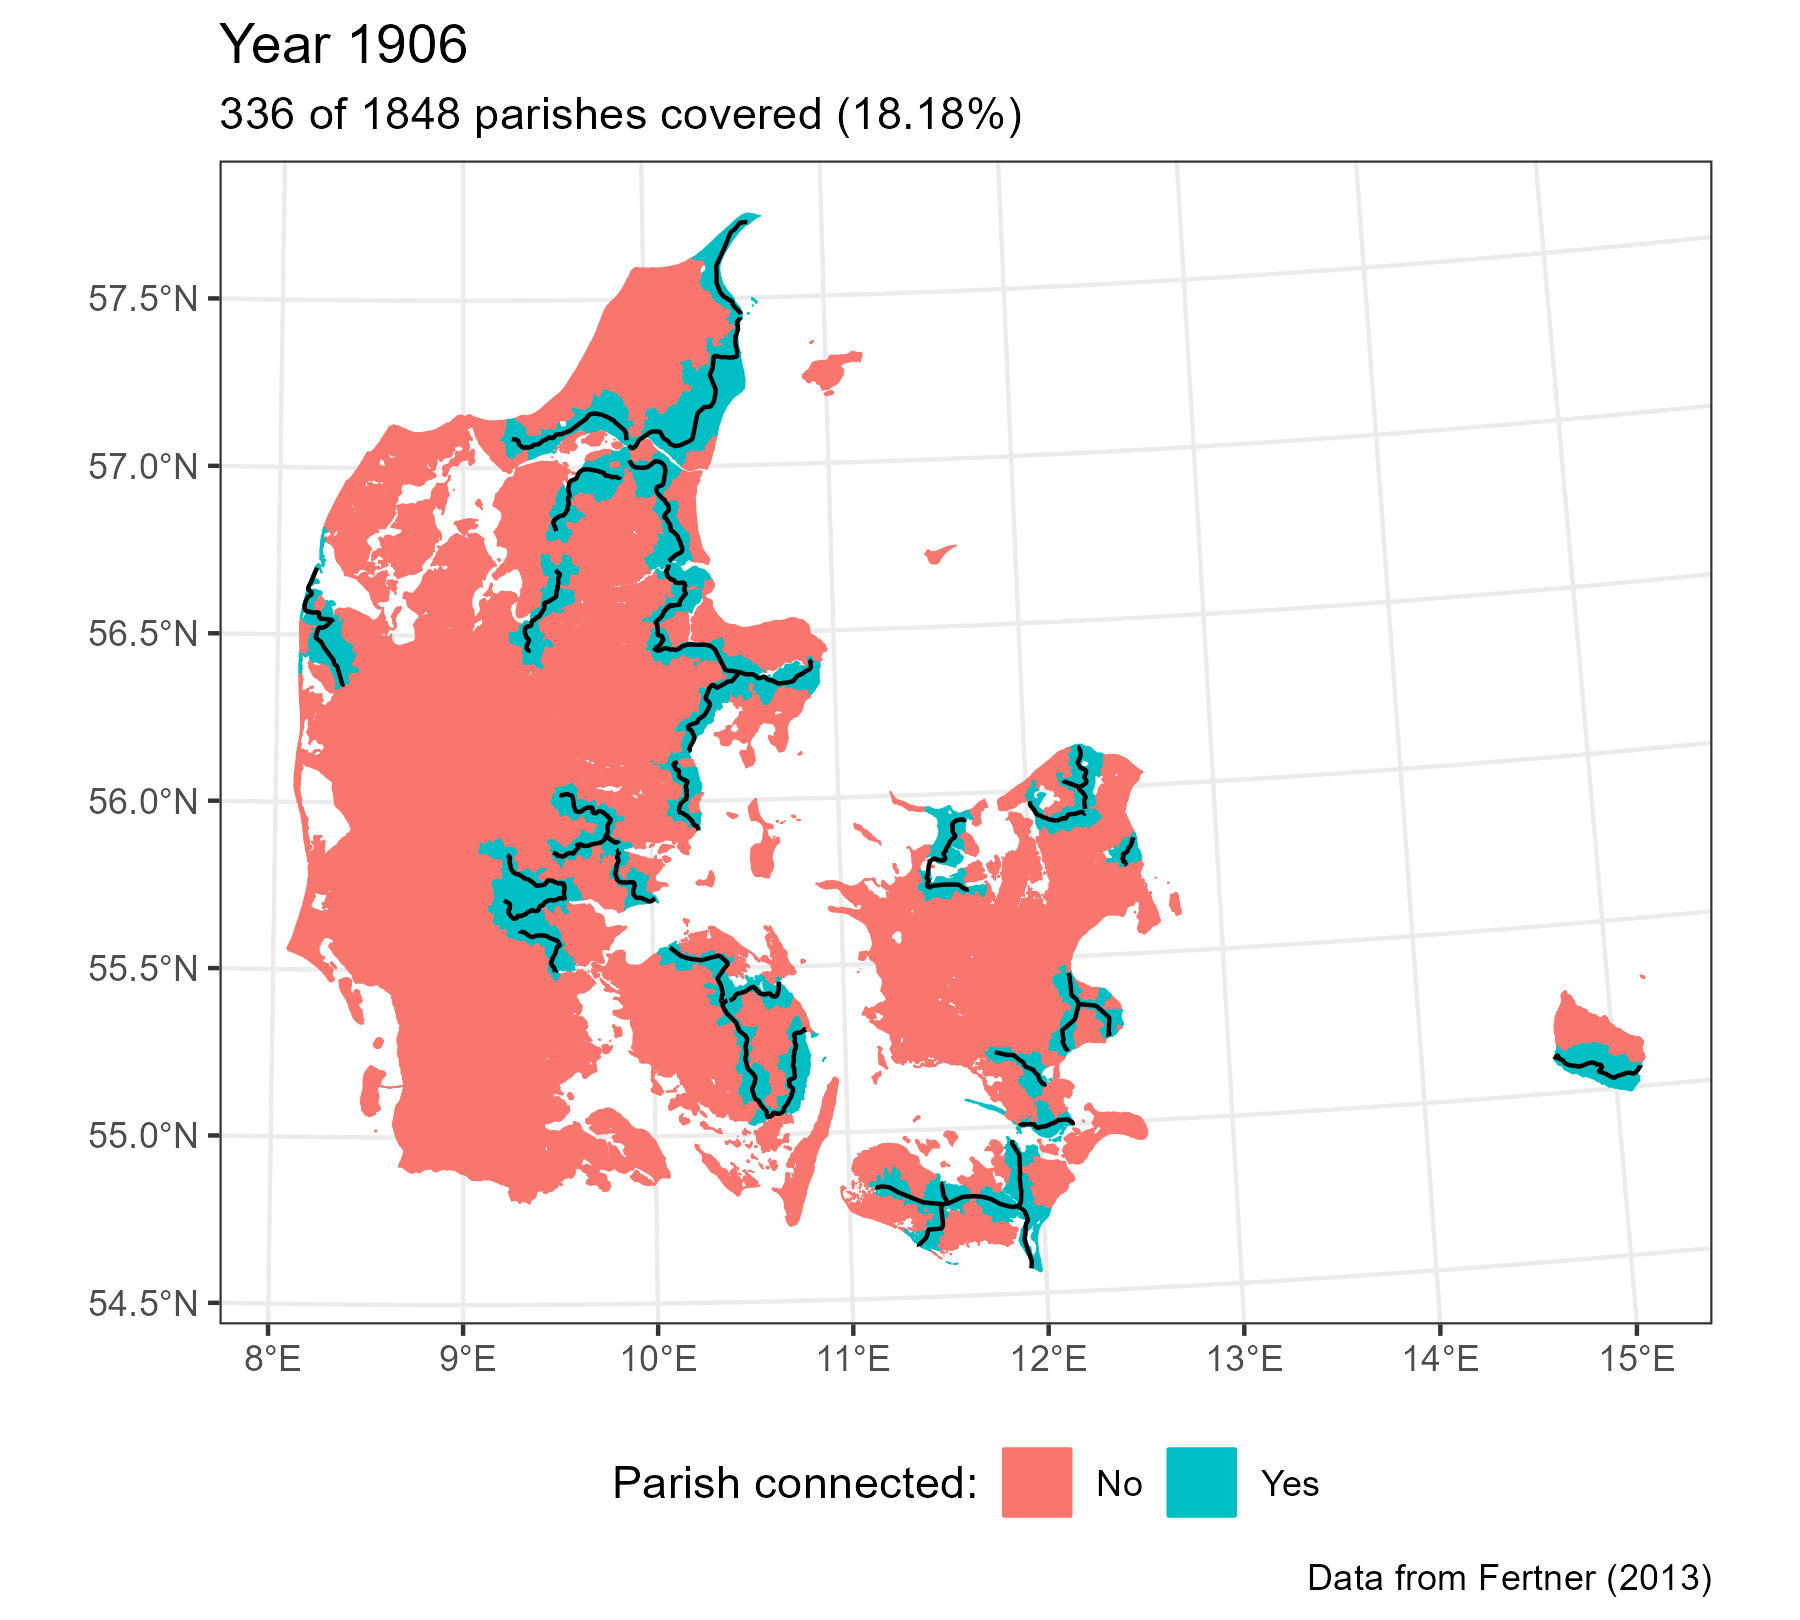 Year 1906
336 of 1848 parishes covered (18.18%)
57.5°N
57.0°N
56.5°N
56.0°N
55.5°N
55.0°N
54.5°N
8°E 9°E 10°E 11°E 12°E 13°E 14°E 15°E
Parish connected: No Yes
Data from Fertner (2013)